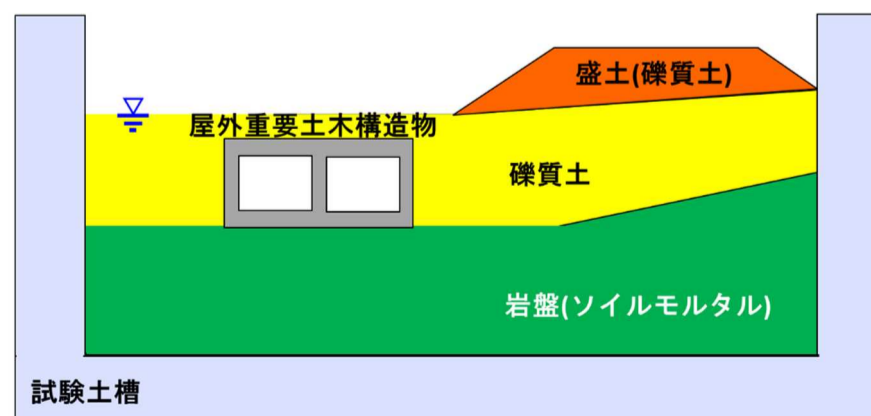 盛土(礫質土)
屋外重要土木構造物
礫質土
岩盤(ソイルモルタル)
試験土槽